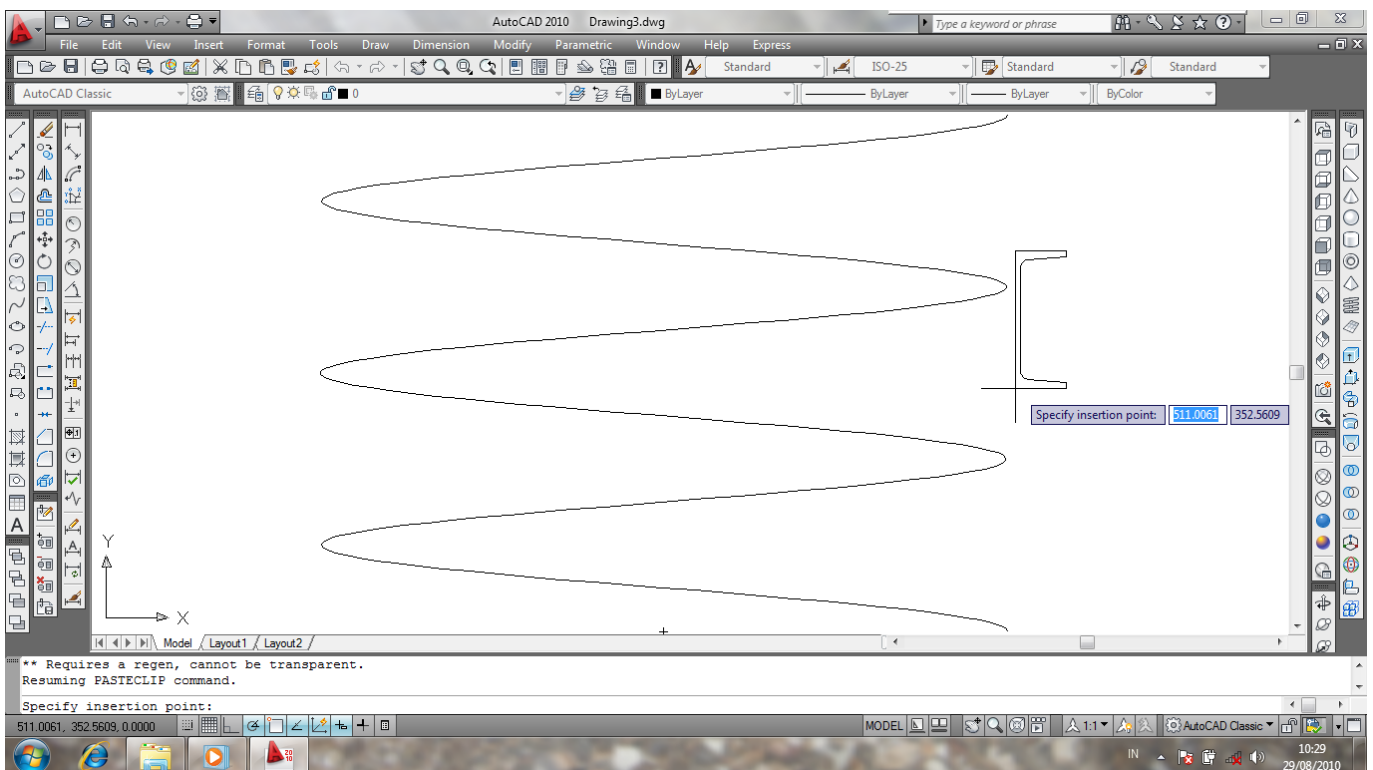 AutoCAD 2010 Drawing3.dwg
Type a keyword or phrase
File Edit View Insert Format Tools Draw Dimension Modify Parametric Window Help Express
Standard ISO-25 Standard Standard
AutoCAD Classic 0 ByLayer ByLayer ByLayer ByColor
Specify insertion point: 511.0061 352.5609
Y
X
Model Layout1 Layout2
** Requires a regen, cannot be transparent.
Resuming PASTECLIP command.
Specify insertion point:
511.0061, 352.5609, 0.0000 MODEL 1:1 AutoCAD Classic
IN 10:29
29/08/2010